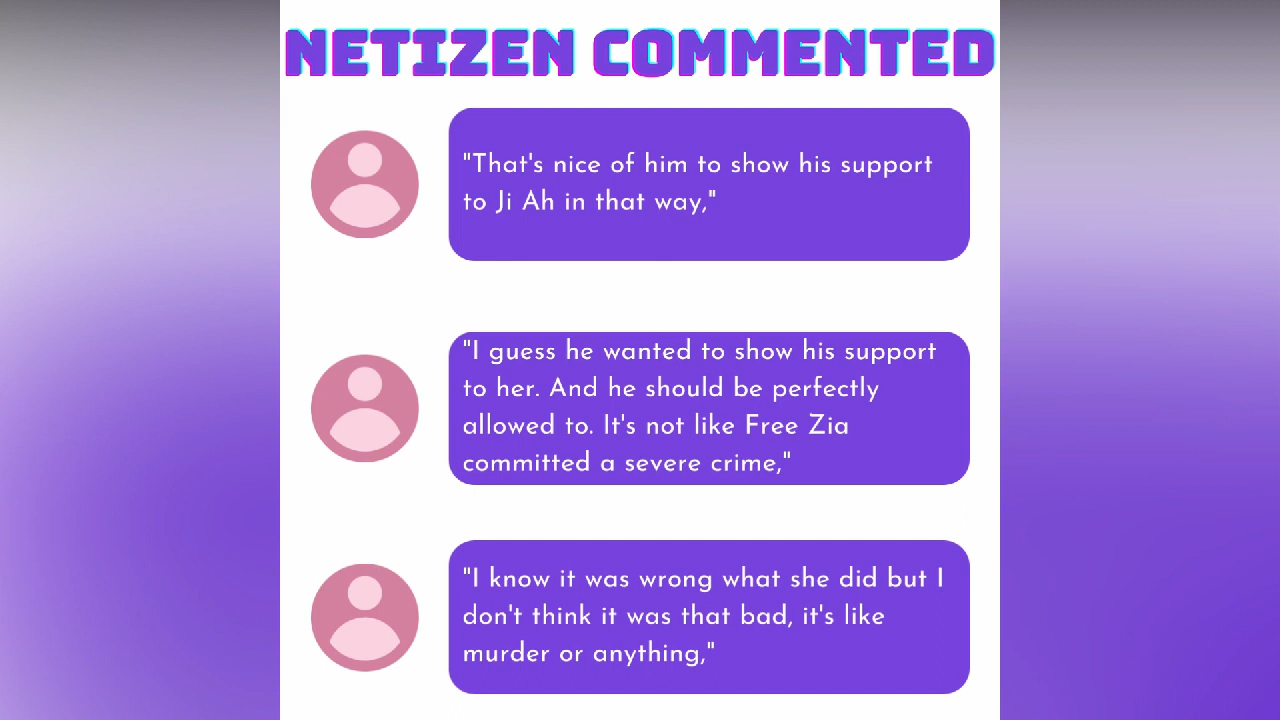 NETIZEN COMMENTED
"That's nice of him to show his support
to Ji Ah in that way,"
"I guess he wanted to show his support
to her. And he should be perfectly
allowed to. It's not like Free Zia
committed a severe crime,"
"I know it was wrong what she did but I
don't think it was that bad, it's like
murder or anything,"